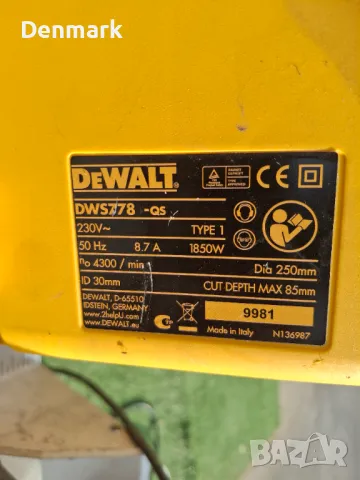 Denmark
DEWALT®
DWS778 -QS
230V~ TYPE 1
50 Hz 8.7 A 1850W
no 4300 / min Dia 250mm
ID 30mm CUT DEPTH MAX 85mm
DEWALT, D-65510
IDSTEIN, GERMANY
www.2helpU.com
www.DEWALT.eu
9981
Made in Italy N136987
BAZAR